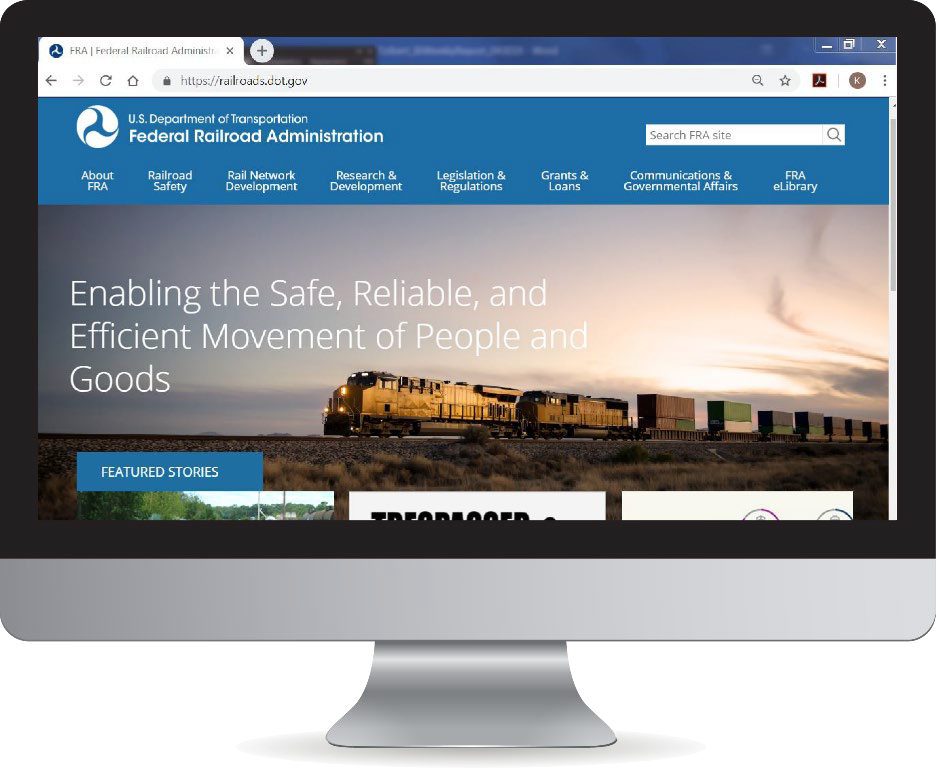 FRA | Federal Railroad Administr
https://railroads.dot.gov
K
U.S. Department of Transportation
Federal Railroad Administration
Search FRA site
About
FRA
Railroad
Safety
Rail Network
Development
Research &
Development
Legislation &
Regulations
Grants &
Loans
Communications &
Governmental Affairs
FRA
eLibrary
Enabling the Safe, Reliable, and
Efficient Movement of People and
Goods
FEATURED STORIES
TRESPASSER